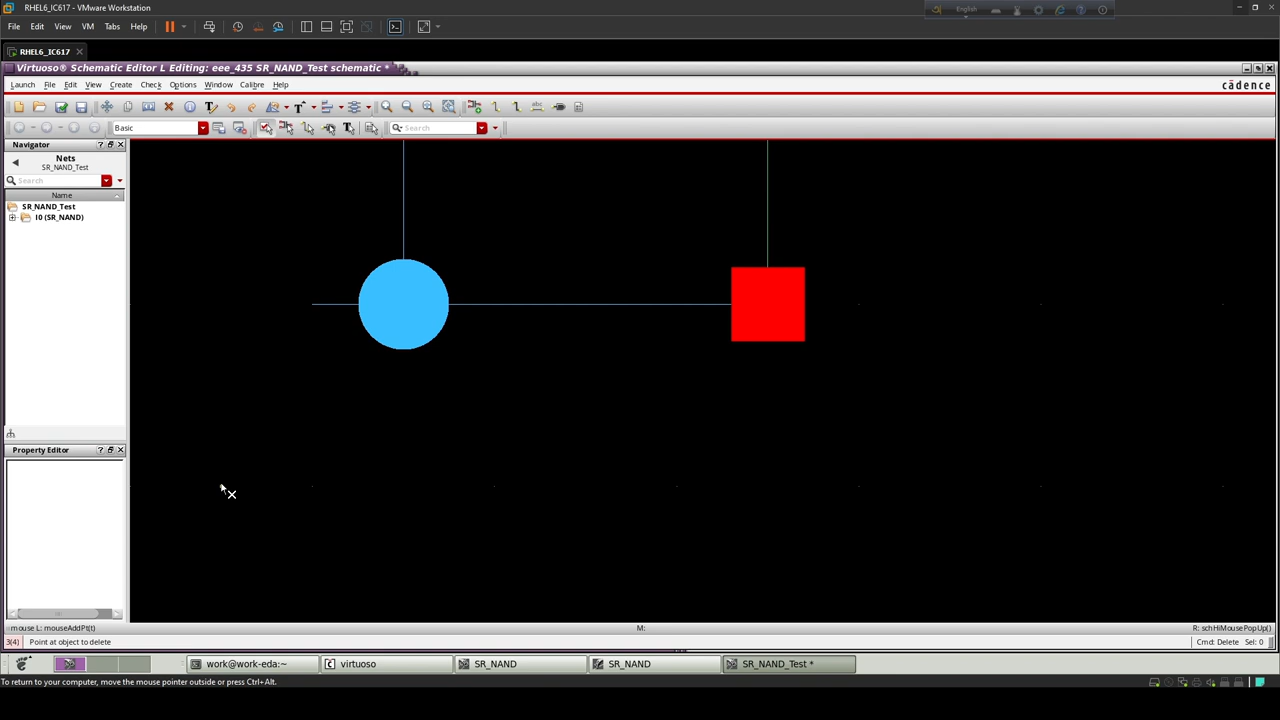 RHEL6_IC617 - VMware Workstation
English
File Edit View VM Tabs Help
RHEL6_IC617
Virtuoso® Schematic Editor L Editing: eee_435 SR_NAND_Test schematic *
Launch File Edit View Create Check Options Window Calibre Help
cādence
Basic
Search
Navigator
Nets
SR_NAND_Test
Search
Name
SR_NAND_Test
I0 (SR_NAND)
Property Editor
mouse L: mouseAddPt(t) M: R: schHiMousePopUp()
3(4) Point at object to delete Cmd: Delete Sel: 0
work@work-eda:~ virtuoso SR_NAND SR_NAND SR_NAND_Test *
To return to your computer, move the mouse pointer outside or press Ctrl+Alt.